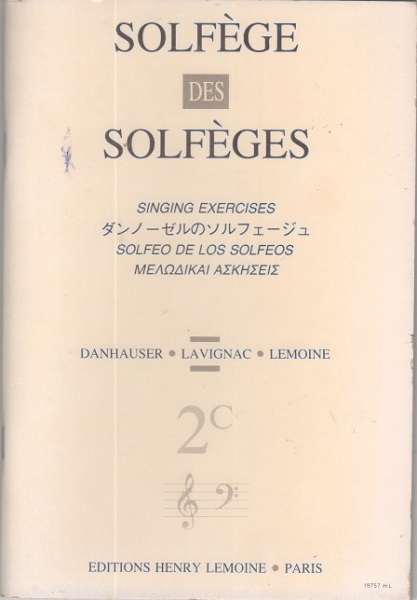 SOLFÈGE
DES
SOLFÈGES
SINGING EXERCISES
ダンノーゼルのソルフェージュ
SOLFEO DE LOS SOLFEOS
ΜΕΛΩΔΙΚΑΙ ΑΣΚΗΣΕΙΣ
DANHAUSER • LAVIGNAC • LEMOINE
2C
EDITIONS HENRY LEMOINE • PARIS
19757 H L